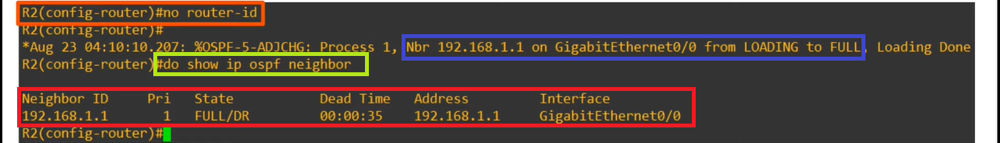 R2(config-router)#no router-id
R2(config-router)#
*Aug 23 04:10:10.207: %OSPF-5-ADJCHG: Process 1, Nbr 192.168.1.1 on GigabitEthernet0/0 from LOADING to FULL, Loading Done
R2(config-router)#do show ip ospf neighbor
Neighbor ID     Pri   State           Dead Time   Address         Interface
192.168.1.1       1   FULL/DR         00:00:35    192.168.1.1     GigabitEthernet0/0
R2(config-router)#